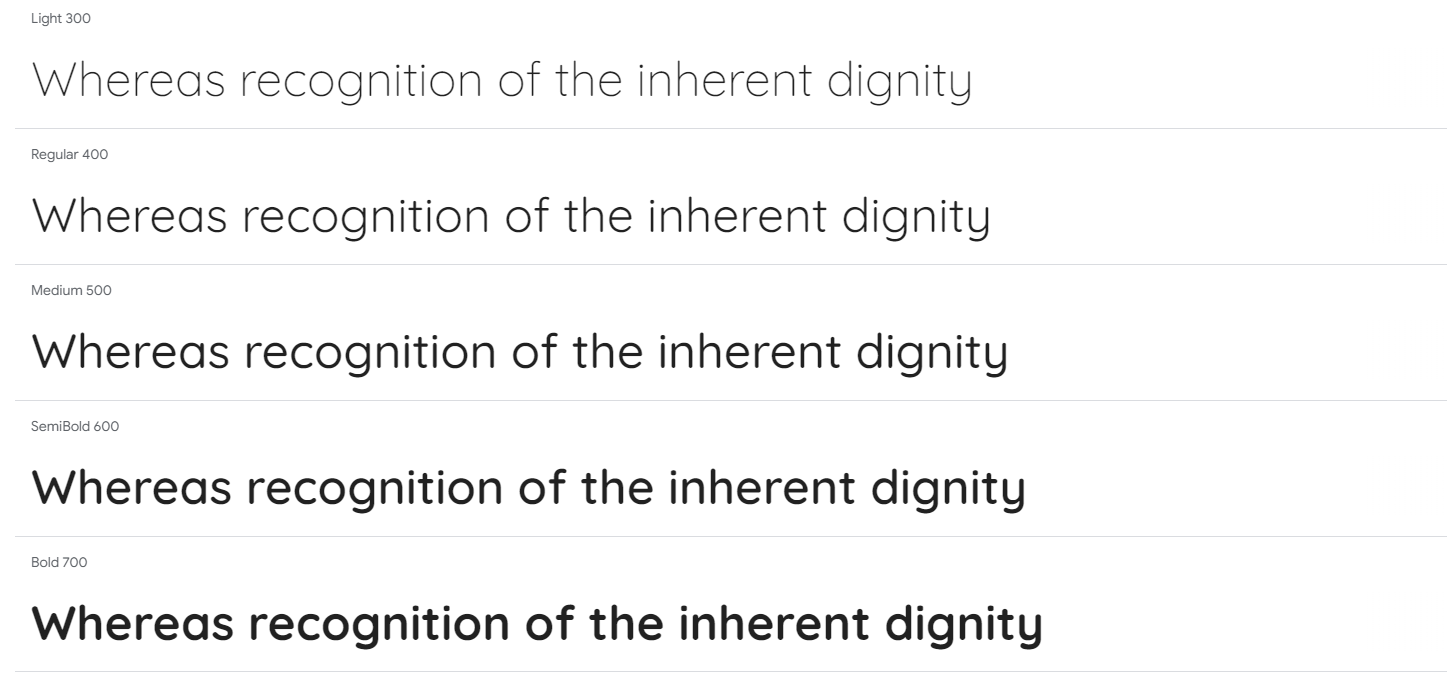 Light 300
Whereas recognition of the inherent dignity
Regular 400
Whereas recognition of the inherent dignity
Medium 500
Whereas recognition of the inherent dignity
SemiBold 600
Whereas recognition of the inherent dignity
Bold 700
Whereas recognition of the inherent dignity